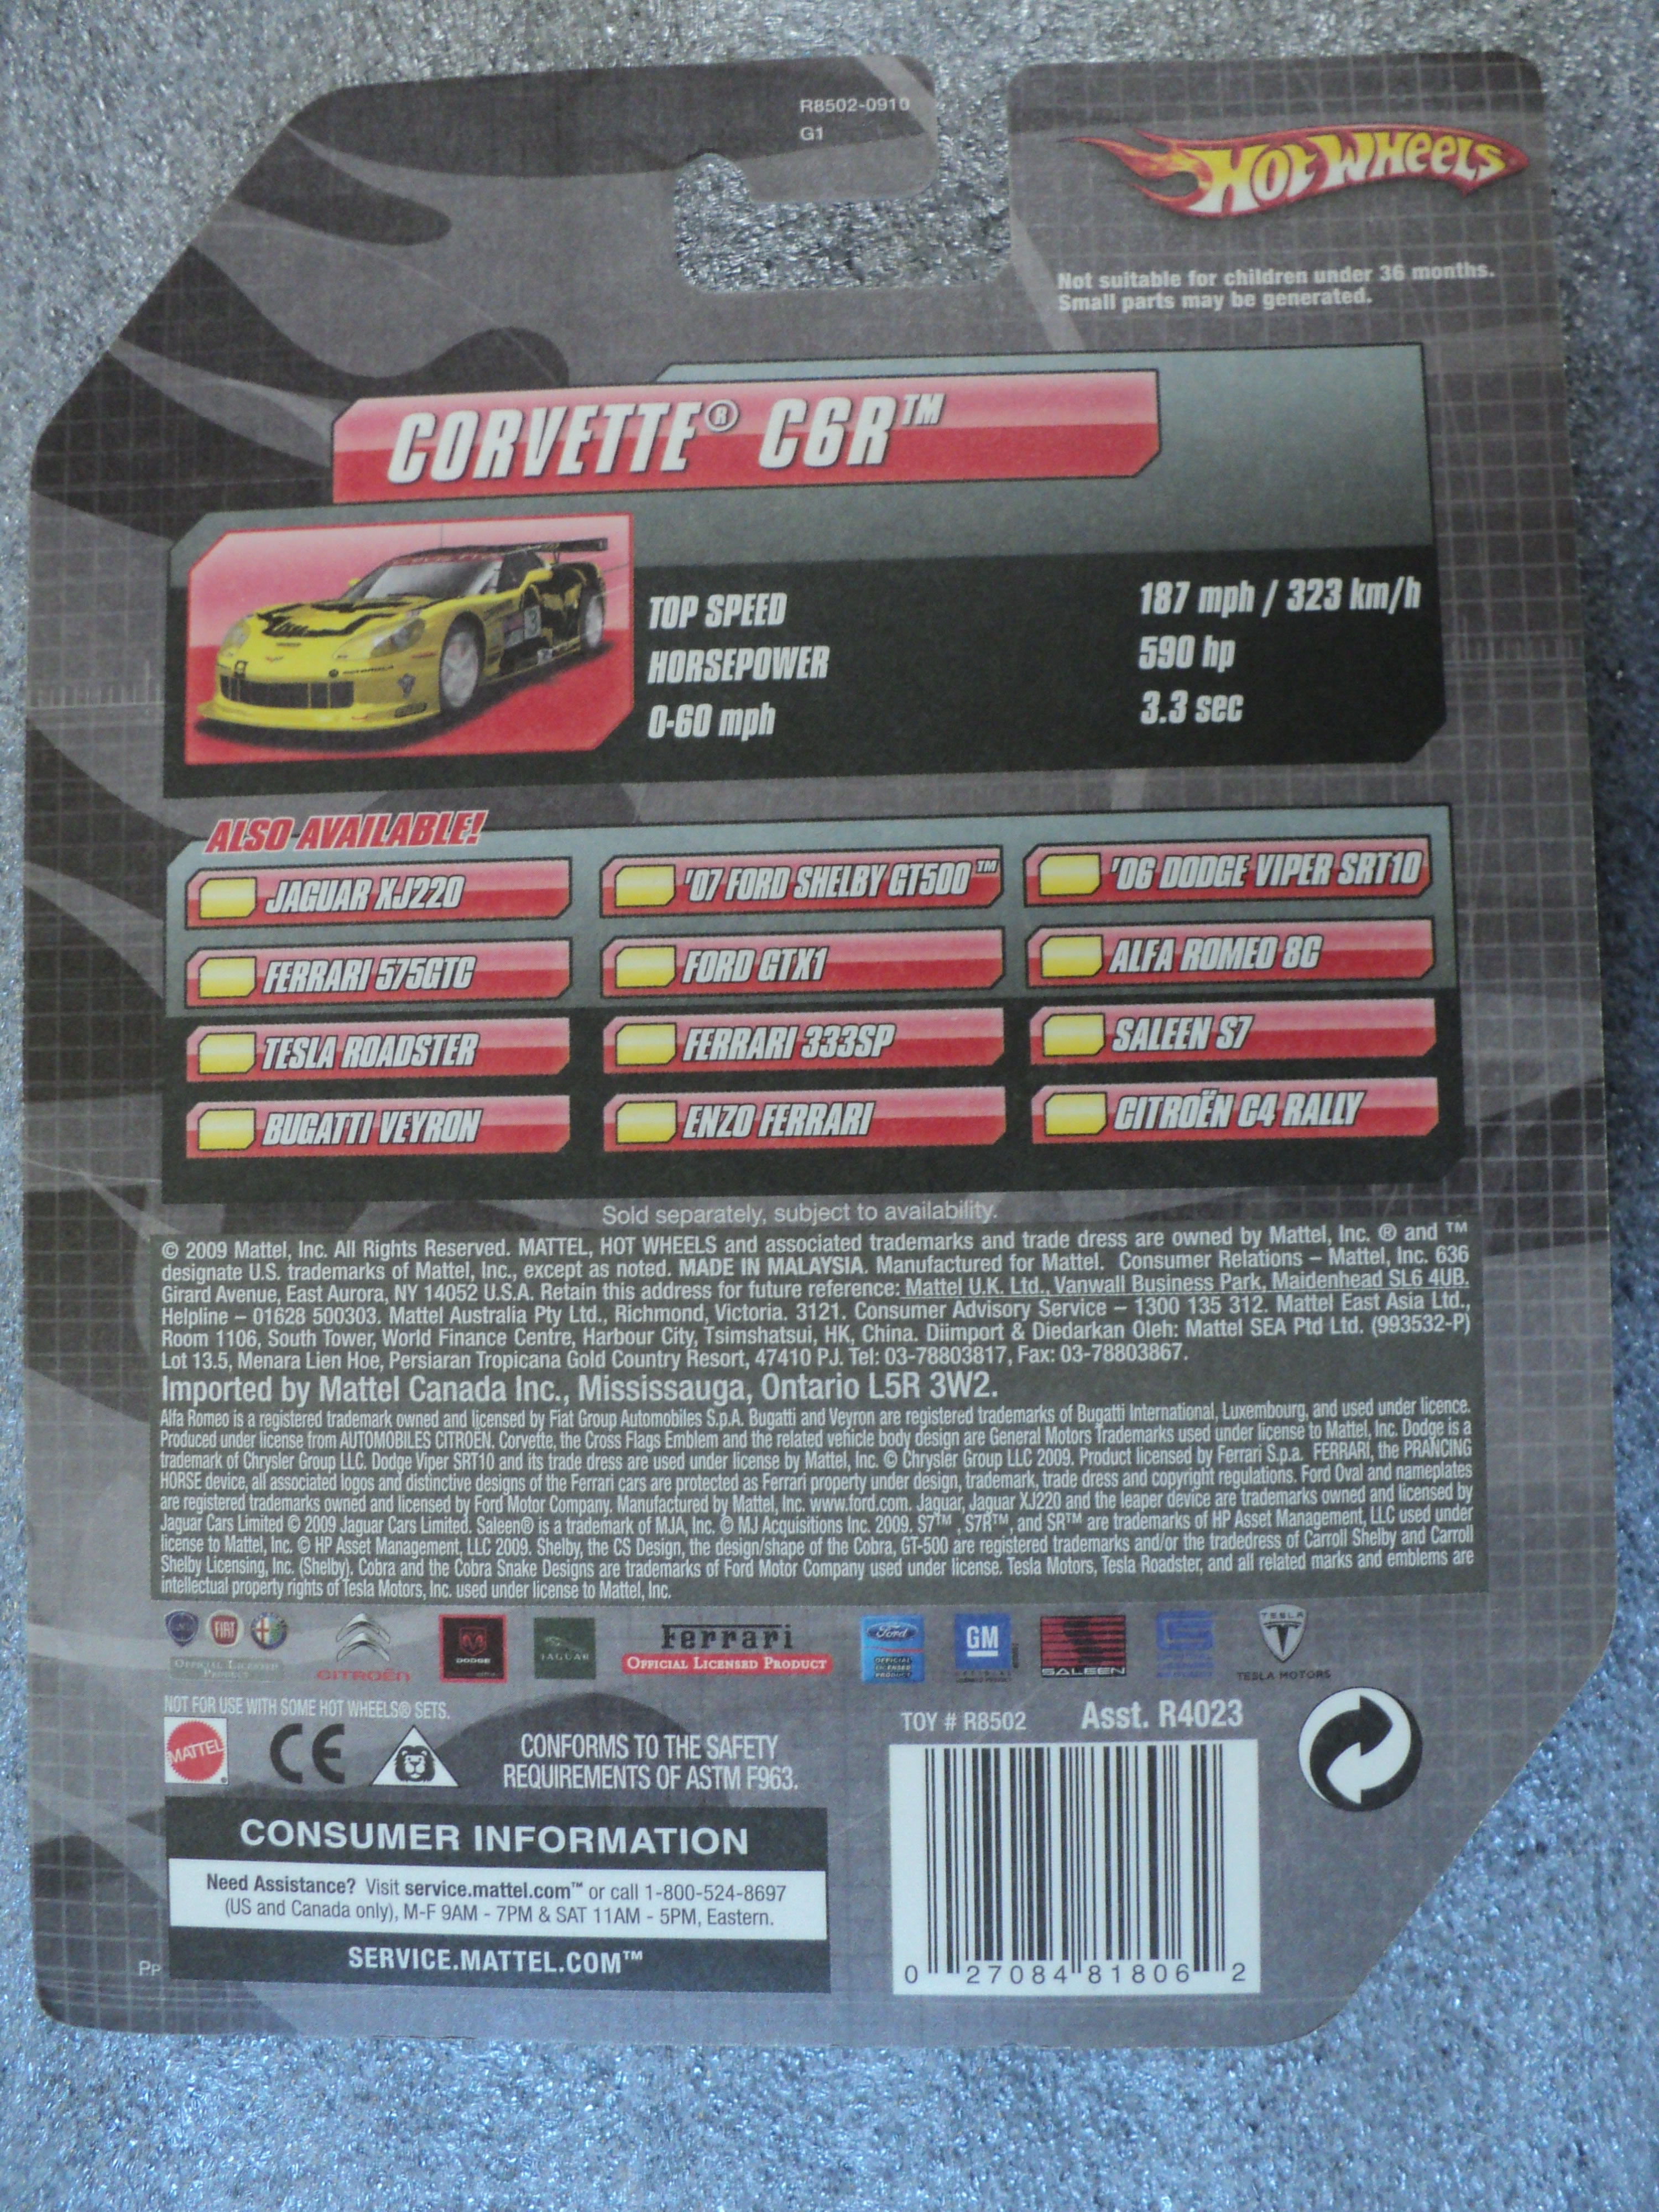 R8502-0910
G1
HOT WHEELS
Not suitable for children under 36 months.
Small parts may be generated.
CORVETTE® C6R™
TOP SPEED 187 mph / 323 km/h
HORSEPOWER 590 hp
0-60 mph 3.3 sec
ALSO AVAILABLE!
JAGUAR XJ220 '07 FORD SHELBY GT500™ '06 DODGE VIPER SRT10
FERRARI 575GTC FORD GTX1 ALFA ROMEO 8C
TESLA ROADSTER FERRARI 333SP SALEEN S7
BUGATTI VEYRON ENZO FERRARI CITROËN C4 RALLY
Sold separately, subject to availability.
© 2009 Mattel, Inc. All Rights Reserved. MATTEL, HOT WHEELS and associated trademarks and trade dress are owned by Mattel, Inc. ® and ™
designate U.S. trademarks of Mattel, Inc., except as noted. MADE IN MALAYSIA. Manufactured for Mattel. Consumer Relations – Mattel, Inc. 636
Girard Avenue, East Aurora, NY 14052 U.S.A. Retain this address for future reference: Mattel U.K. Ltd., Vanwall Business Park, Maidenhead SL6 4UB.
Helpline – 01628 500303. Mattel Australia Pty Ltd., Richmond, Victoria. 3121. Consumer Advisory Service – 1300 135 312. Mattel East Asia Ltd.,
Room 1106, South Tower, World Finance Centre, Harbour City, Tsimshatsui, HK, China. Diimport & Diedarkan Oleh: Mattel SEA Ptd Ltd. (993532-P)
Lot 13.5, Menara Lien Hoe, Persiaran Tropicana Gold Country Resort, 47410 PJ. Tel: 03-78803817, Fax: 03-78803867.
Imported by Mattel Canada Inc., Mississauga, Ontario L5R 3W2.
Alfa Romeo is a registered trademark owned and licensed by Fiat Group Automobiles S.p.A. Bugatti and Veyron are registered trademarks of Bugatti International, Luxembourg, and used under licence.
Produced under license from AUTOMOBILES CITROËN. Corvette, the Cross Flags Emblem and the related vehicle body design are General Motors Trademarks used under license to Mattel, Inc. Dodge is a
trademark of Chrysler Group LLC. Dodge Viper SRT10 and its trade dress are used under license by Mattel, Inc. © Chrysler Group LLC 2009. Product licensed by Ferrari S.p.a. FERRARI, the PRANCING
HORSE device, all associated logos and distinctive designs of the Ferrari cars are protected as Ferrari property under design, trademark, trade dress and copyright regulations. Ford Oval and nameplates
are registered trademarks owned and licensed by Ford Motor Company. Manufactured by Mattel, Inc. www.ford.com. Jaguar, Jaguar XJ220 and the leaper device are trademarks owned and licensed by
Jaguar Cars Limited © 2009 Jaguar Cars Limited. Saleen® is a trademark of MJA, Inc. © MJ Acquisitions Inc. 2009. S7™, S7R™, and SR™ are trademarks of HP Asset Management, LLC used under
license to Mattel, Inc. © HP Asset Management, LLC 2009. Shelby, the CS Design, the design/shape of the Cobra, GT-500 are registered trademarks and/or the tradedress of Carroll Shelby and Carroll
Shelby Licensing, Inc. (Shelby). Cobra and the Cobra Snake Designs are trademarks of Ford Motor Company used under license. Tesla Motors, Tesla Roadster, and all related marks and emblems are
intellectual property rights of Tesla Motors, Inc. used under license to Mattel, Inc.
FIAT
OFFICIAL LICENSED PRODUCT
CITROËN
DODGE
JAGUAR
Ferrari
OFFICIAL LICENSED PRODUCT
Ford
OFFICIAL LICENSED PRODUCT
GM
SALEEN
TESLA
TESLA MOTORS
NOT FOR USE WITH SOME HOT WHEELS® SETS.
MATTEL
CE
CONFORMS TO THE SAFETY
REQUIREMENTS OF ASTM F963.
TOY # R8502 Asst. R4023
CONSUMER INFORMATION
Need Assistance? Visit service.mattel.com™ or call 1-800-524-8697
(US and Canada only), M-F 9AM - 7PM & SAT 11AM - 5PM, Eastern.
SERVICE.MATTEL.COM™
0 27084 81806 2